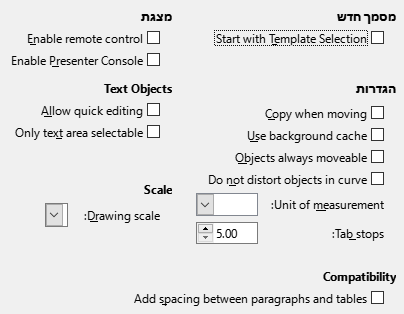 מסמך חדש
Start with Template Selection
הגדרות
Copy when moving
Use background cache
Objects always moveable
Do not distort objects in curve
Unit of measurement:
Tab stops:
5.00
Compatibility
Add spacing between paragraphs and tables
מצגת
Enable remote control
Enable Presenter Console
Text Objects
Allow quick editing
Only text area selectable
Scale
Drawing scale: